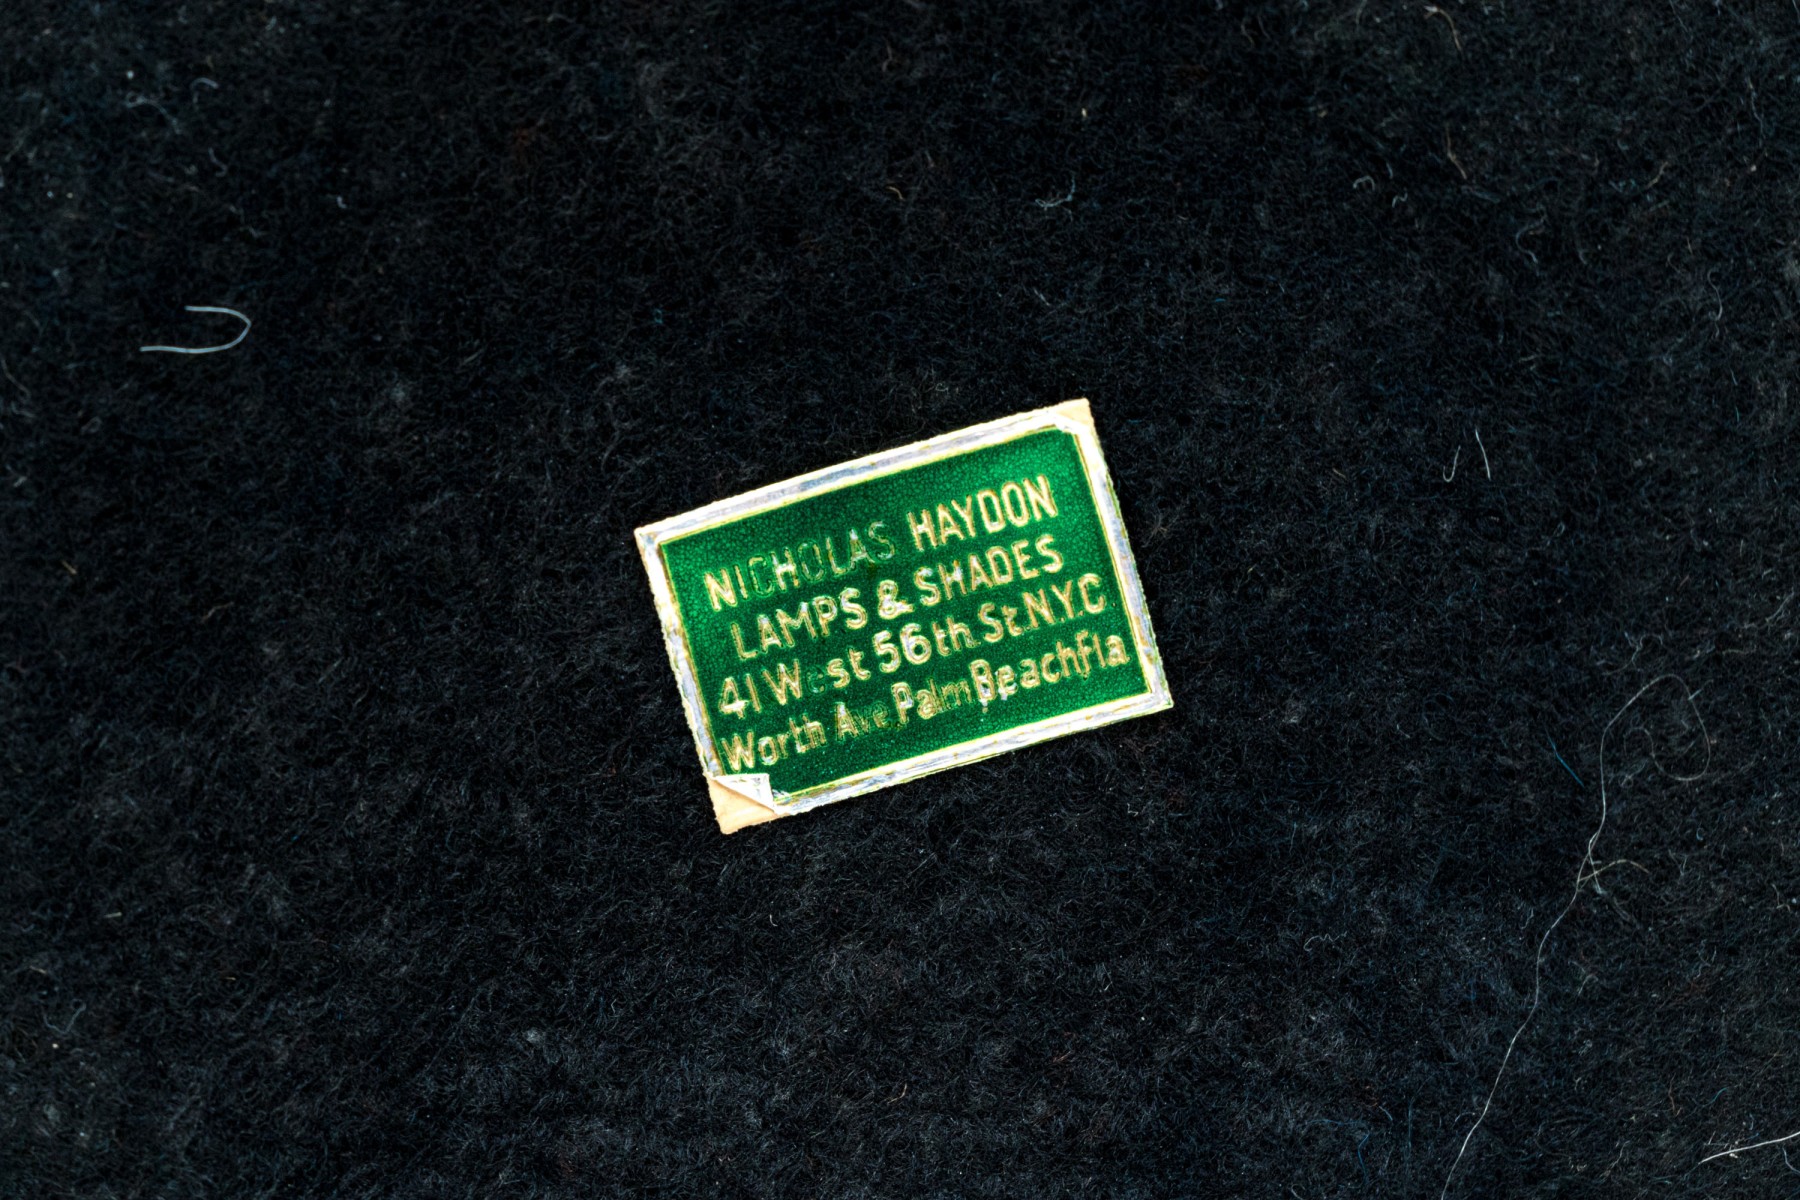 NICHOLAS HAYDON
LAMPS & SHADES
41 West 56th.St.N.Y.C
Worth Ave.Palm Beach Fla